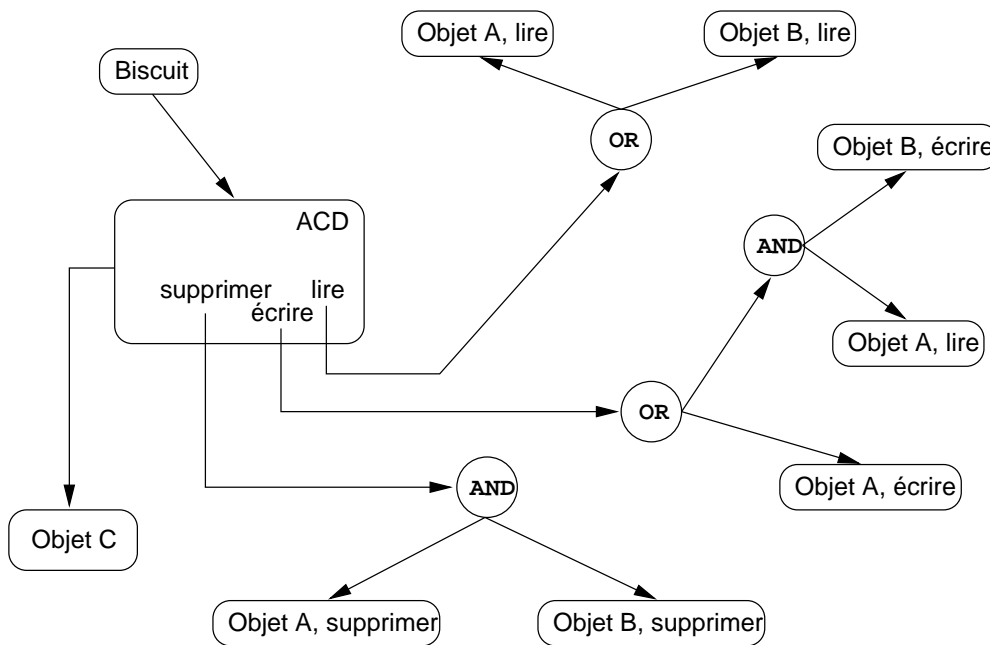 Objet A, lire
Objet B, lire
Biscuit
OR
Objet B, écrire
ACD
AND
supprimer
lire
écrire
Objet A, lire
OR
AND
Objet A, écrire
Objet C
Objet A, supprimer
Objet B, supprimer